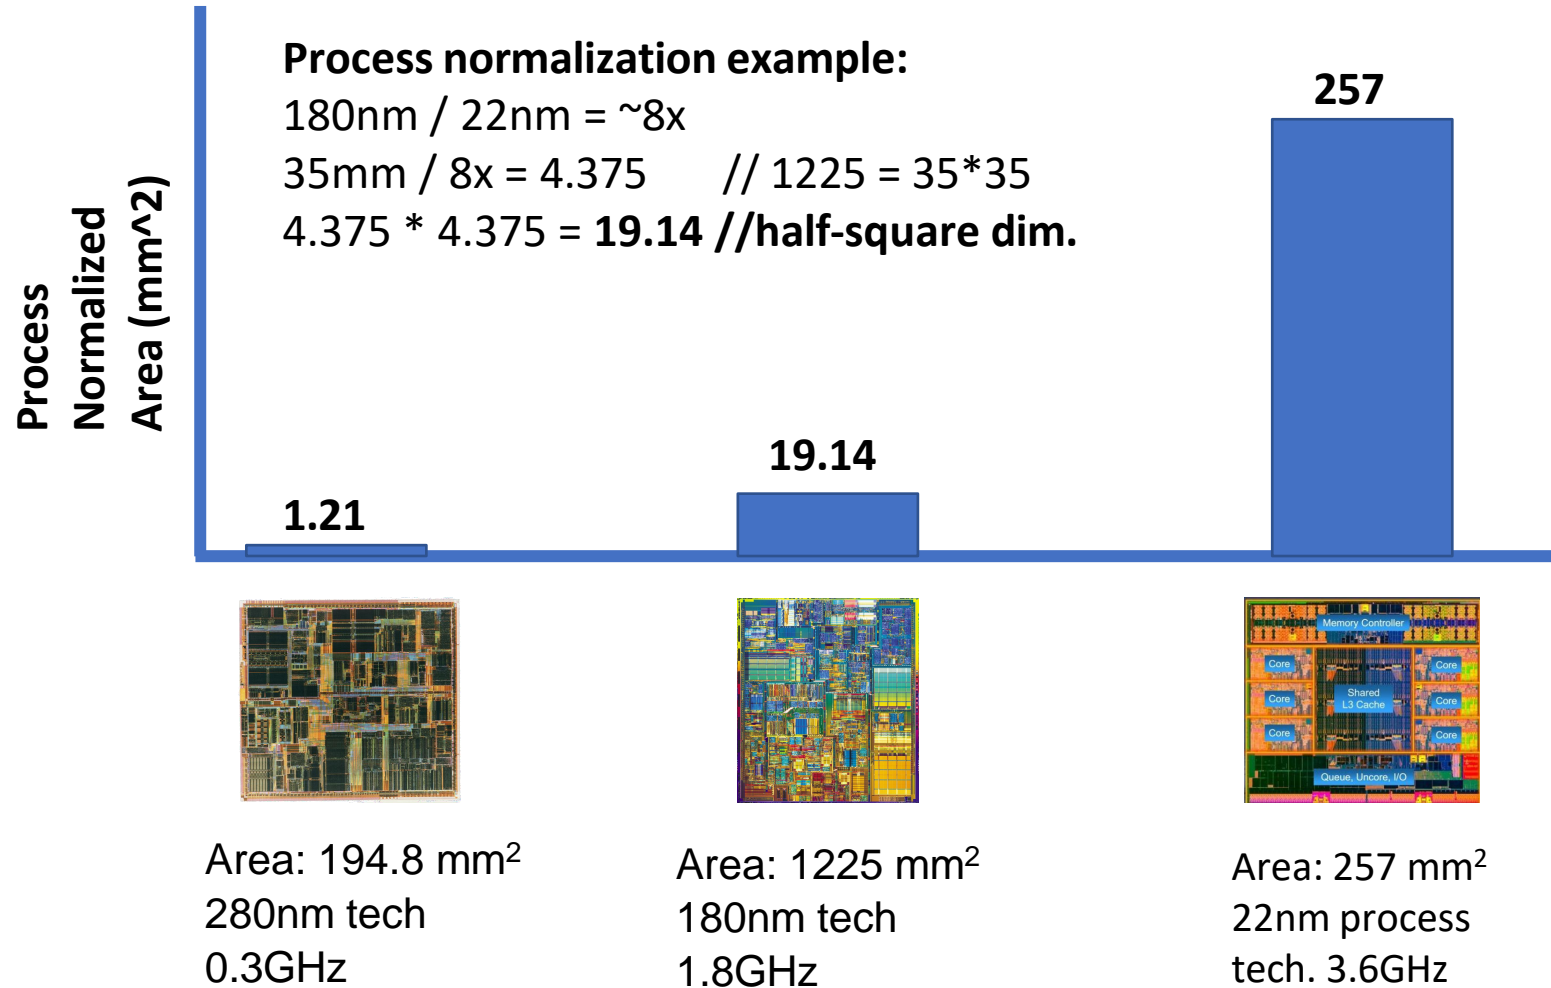 Process
Normalized
Area (mm^2)
Process normalization example:
180nm / 22nm = ~8x
35mm / 8x = 4.375 // 1225 = 35*35
4.375 * 4.375 = 19.14 //half-square dim.
1.21
19.14
257
Memory Controller
Core
Core
Core
Shared
L3 Cache
Core
Core
Core
Queue, Uncore, I/O
Area: 194.8 mm²
280nm tech
0.3GHz
Area: 1225 mm²
180nm tech
1.8GHz
Area: 257 mm²
22nm process
tech. 3.6GHz